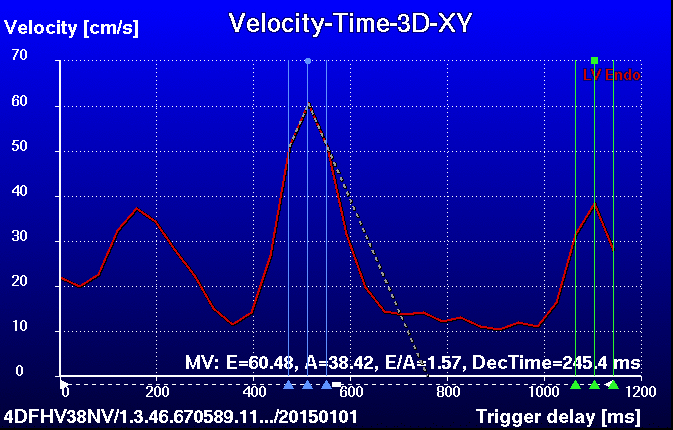 Velocity-Time-3D-XY
Velocity [cm/s]
70
LV Endo
60
50
40
30
20
10
MV: E=60.48, A=38.42, E/A=1.57, DecTime=245.4 ms
0
0 200 400 600 800 1000 1200
4DFHV38NV/1.3.46.670589.11.../20150101 Trigger delay [ms]